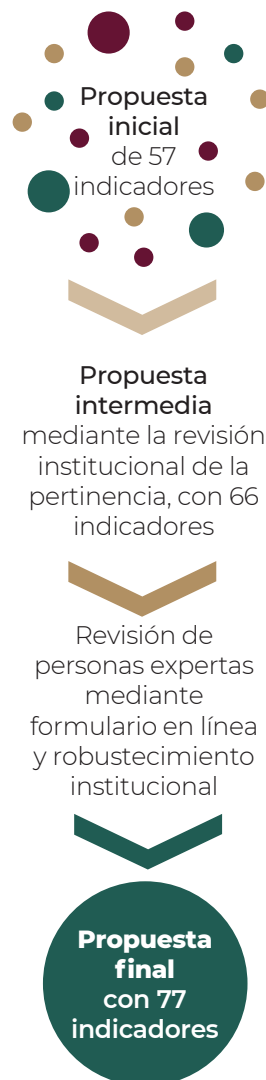 Propuesta
inicial
de 57
indicadores
Propuesta
intermedia
mediante la revisión
institucional de la
pertinencia, con 66
indicadores
Revisión de
personas expertas
mediante
formulario en línea
y robustecimiento
institucional
Propuesta
final
con 77
indicadores